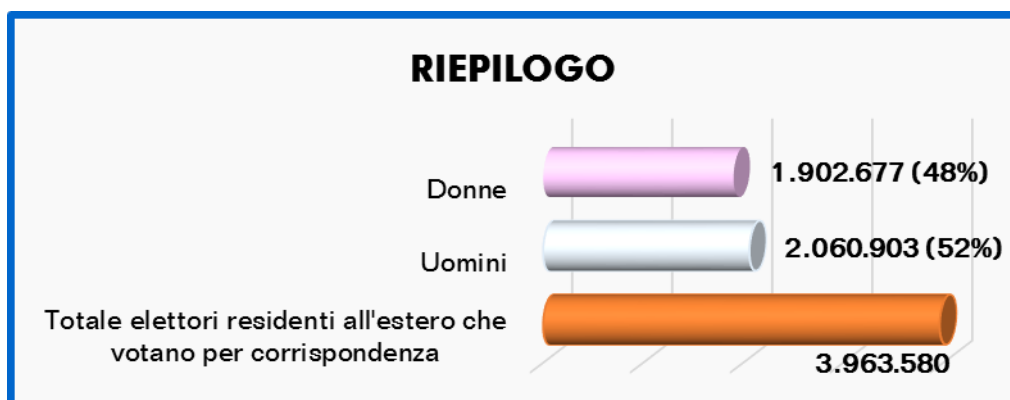 RIEPILOGO
Donne
1.902.677 (48%)
Uomini
2.060.903 (52%)
Totale elettori residenti all'estero che
votano per corrispondenza
3.963.580